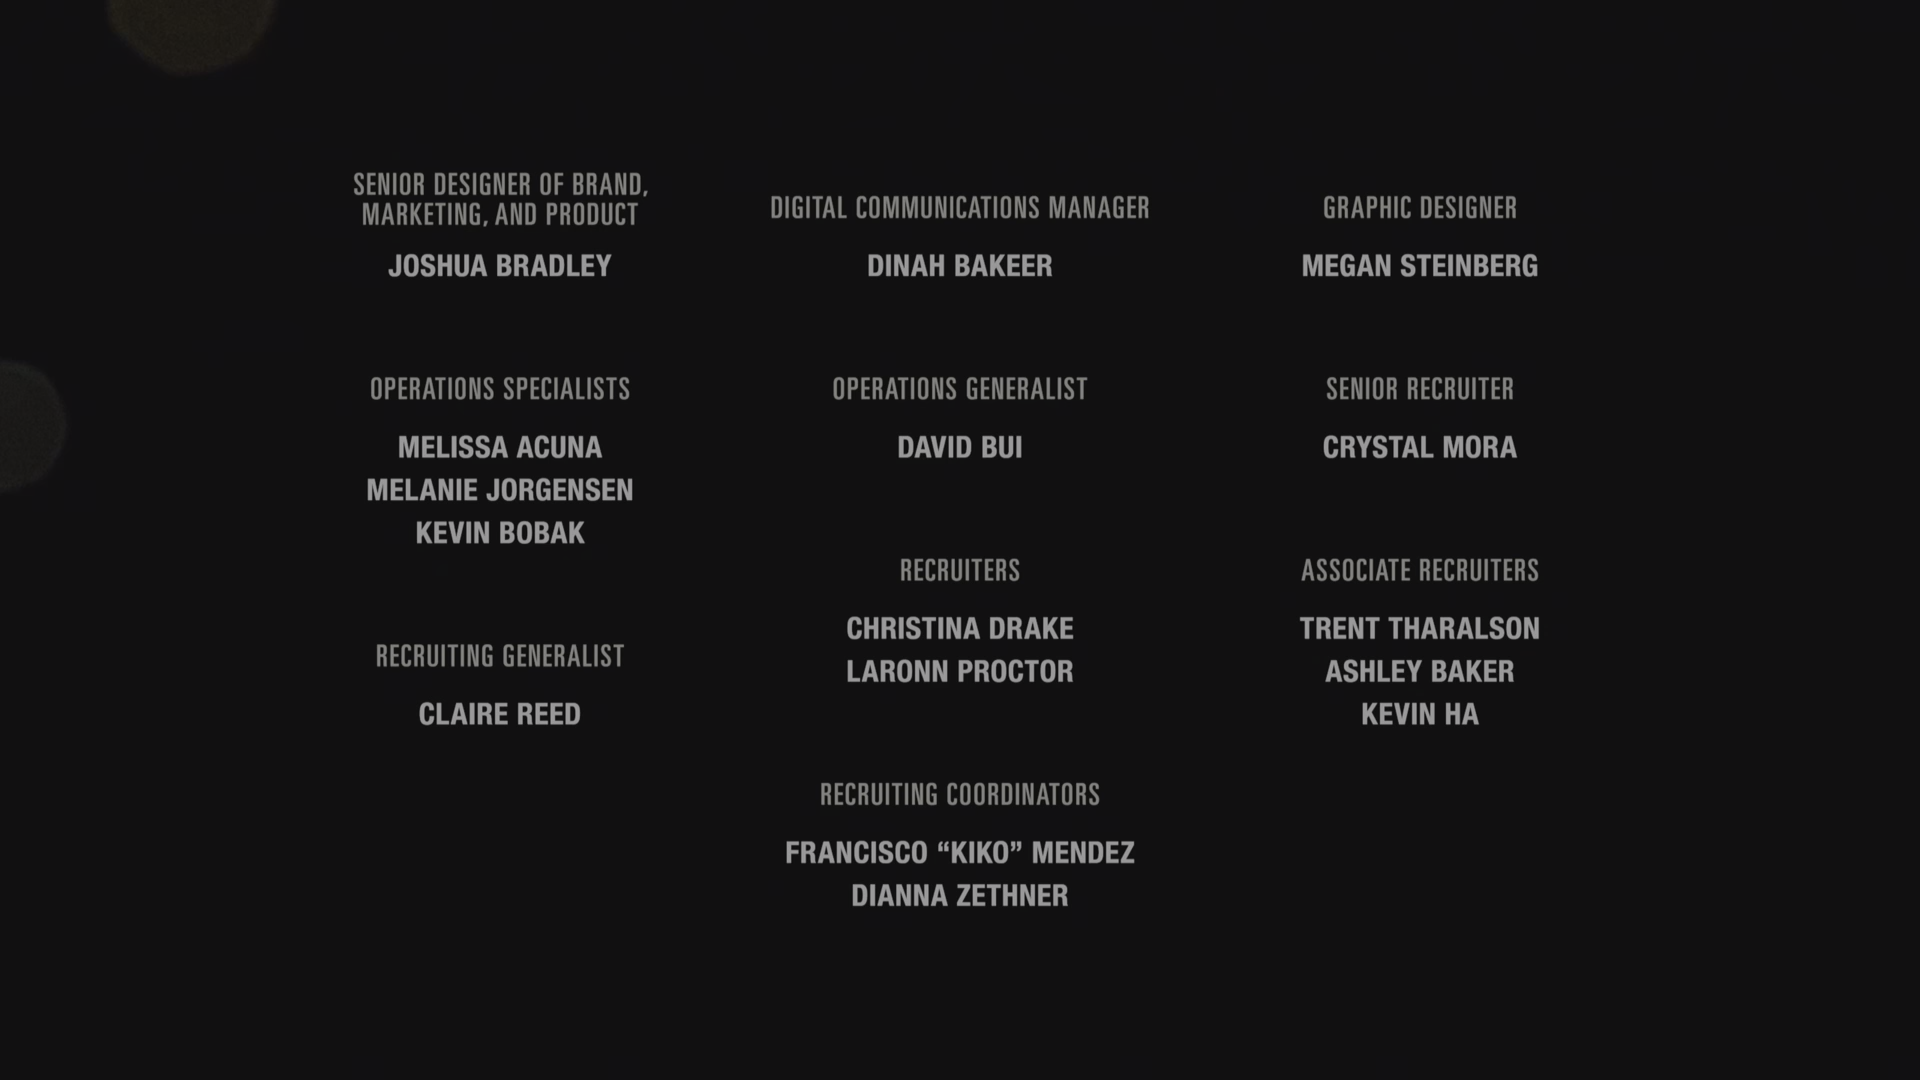 SENIOR DESIGNER OF BRAND,
MARKETING, AND PRODUCT
JOSHUA BRADLEY
DIGITAL COMMUNICATIONS MANAGER
DINAH BAKEER
GRAPHIC DESIGNER
MEGAN STEINBERG
OPERATIONS SPECIALISTS
MELISSA ACUNA
MELANIE JORGENSEN
KEVIN BOBAK
OPERATIONS GENERALIST
DAVID BUI
SENIOR RECRUITER
CRYSTAL MORA
RECRUITING GENERALIST
CLAIRE REED
RECRUITERS
CHRISTINA DRAKE
LARONN PROCTOR
ASSOCIATE RECRUITERS
TRENT THARALSON
ASHLEY BAKER
KEVIN HA
RECRUITING COORDINATORS
FRANCISCO “KIKO” MENDEZ
DIANNA ZETHNER